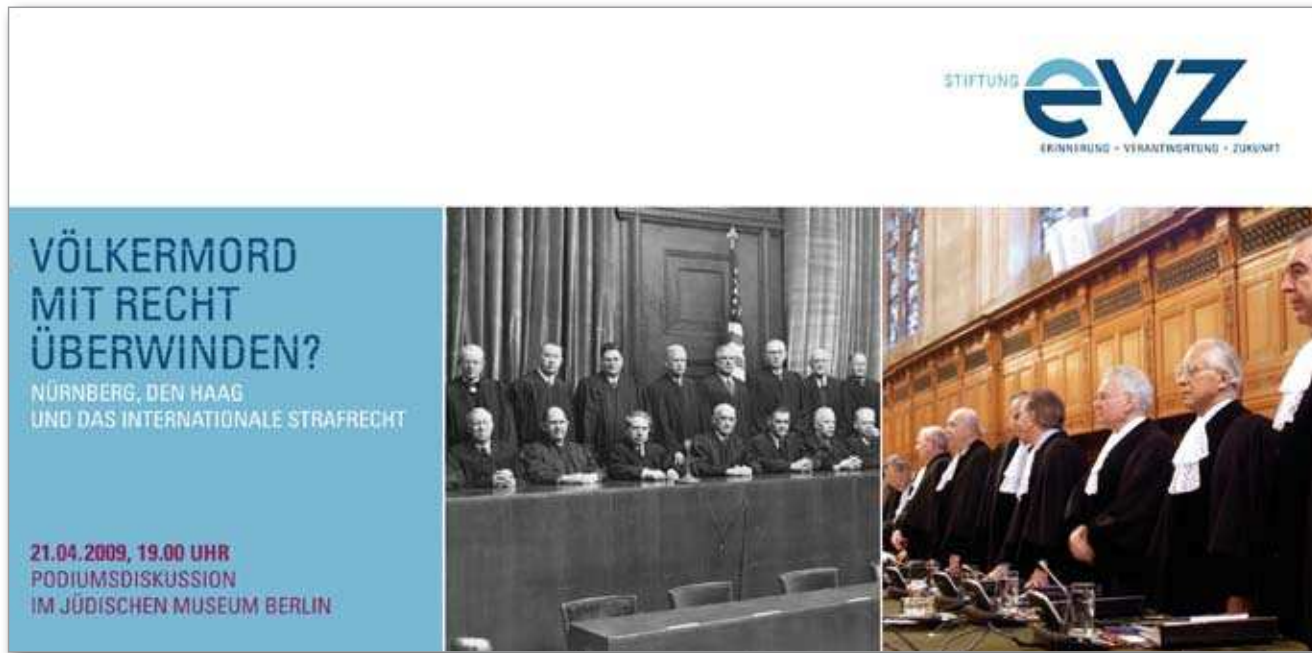 STIFTUNG evz
ERINNERUNG • VERANTWORTUNG • ZUKUNFT
VÖLKERMORD
MIT RECHT
ÜBERWINDEN?
NÜRNBERG, DEN HAAG
UND DAS INTERNATIONALE STRAFRECHT
21.04.2009, 19.00 UHR
PODIUMSDISKUSSION
IM JÜDISCHEN MUSEUM BERLIN